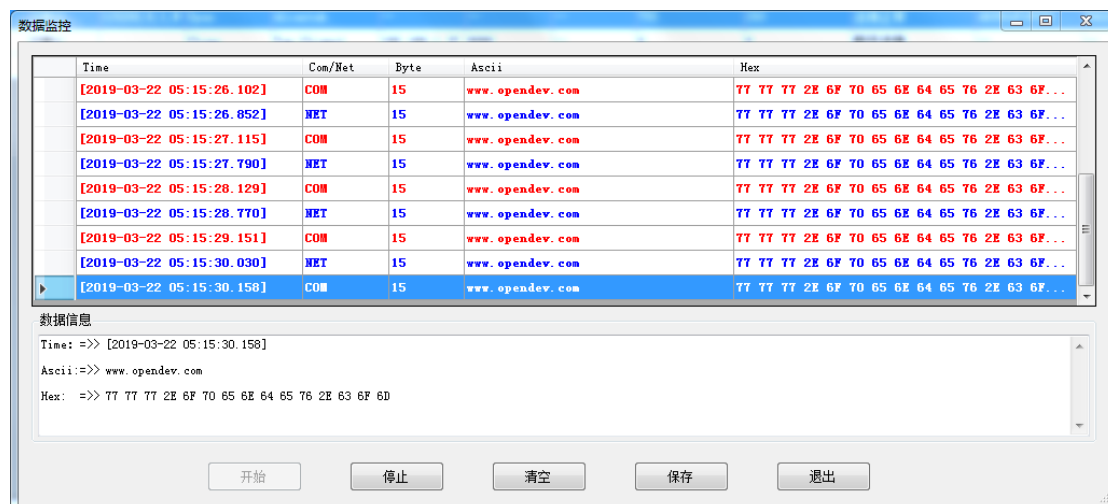 数据监控
Time Com/Net Byte Ascii Hex
[2019-03-22 05:15:26.102] COM 15 www.opendev.com 77 77 77 2E 6F 70 65 6E 64 65 76 2E 63 6F...
[2019-03-22 05:15:26.852] NET 15 www.opendev.com 77 77 77 2E 6F 70 65 6E 64 65 76 2E 63 6F...
[2019-03-22 05:15:27.115] COM 15 www.opendev.com 77 77 77 2E 6F 70 65 6E 64 65 76 2E 63 6F...
[2019-03-22 05:15:27.790] NET 15 www.opendev.com 77 77 77 2E 6F 70 65 6E 64 65 76 2E 63 6F...
[2019-03-22 05:15:28.129] COM 15 www.opendev.com 77 77 77 2E 6F 70 65 6E 64 65 76 2E 63 6F...
[2019-03-22 05:15:28.770] NET 15 www.opendev.com 77 77 77 2E 6F 70 65 6E 64 65 76 2E 63 6F...
[2019-03-22 05:15:29.151] COM 15 www.opendev.com 77 77 77 2E 6F 70 65 6E 64 65 76 2E 63 6F...
[2019-03-22 05:15:30.030] NET 15 www.opendev.com 77 77 77 2E 6F 70 65 6E 64 65 76 2E 63 6F...
[2019-03-22 05:15:30.158] COM 15 www.opendev.com 77 77 77 2E 6F 70 65 6E 64 65 76 2E 63 6F...
数据信息
Time: =>> [2019-03-22 05:15:30.158]
Ascii:=>> www.opendev.com
Hex: =>> 77 77 77 2E 6F 70 65 6E 64 65 76 2E 63 6F 6D
开始 停止 清空 保存 退出